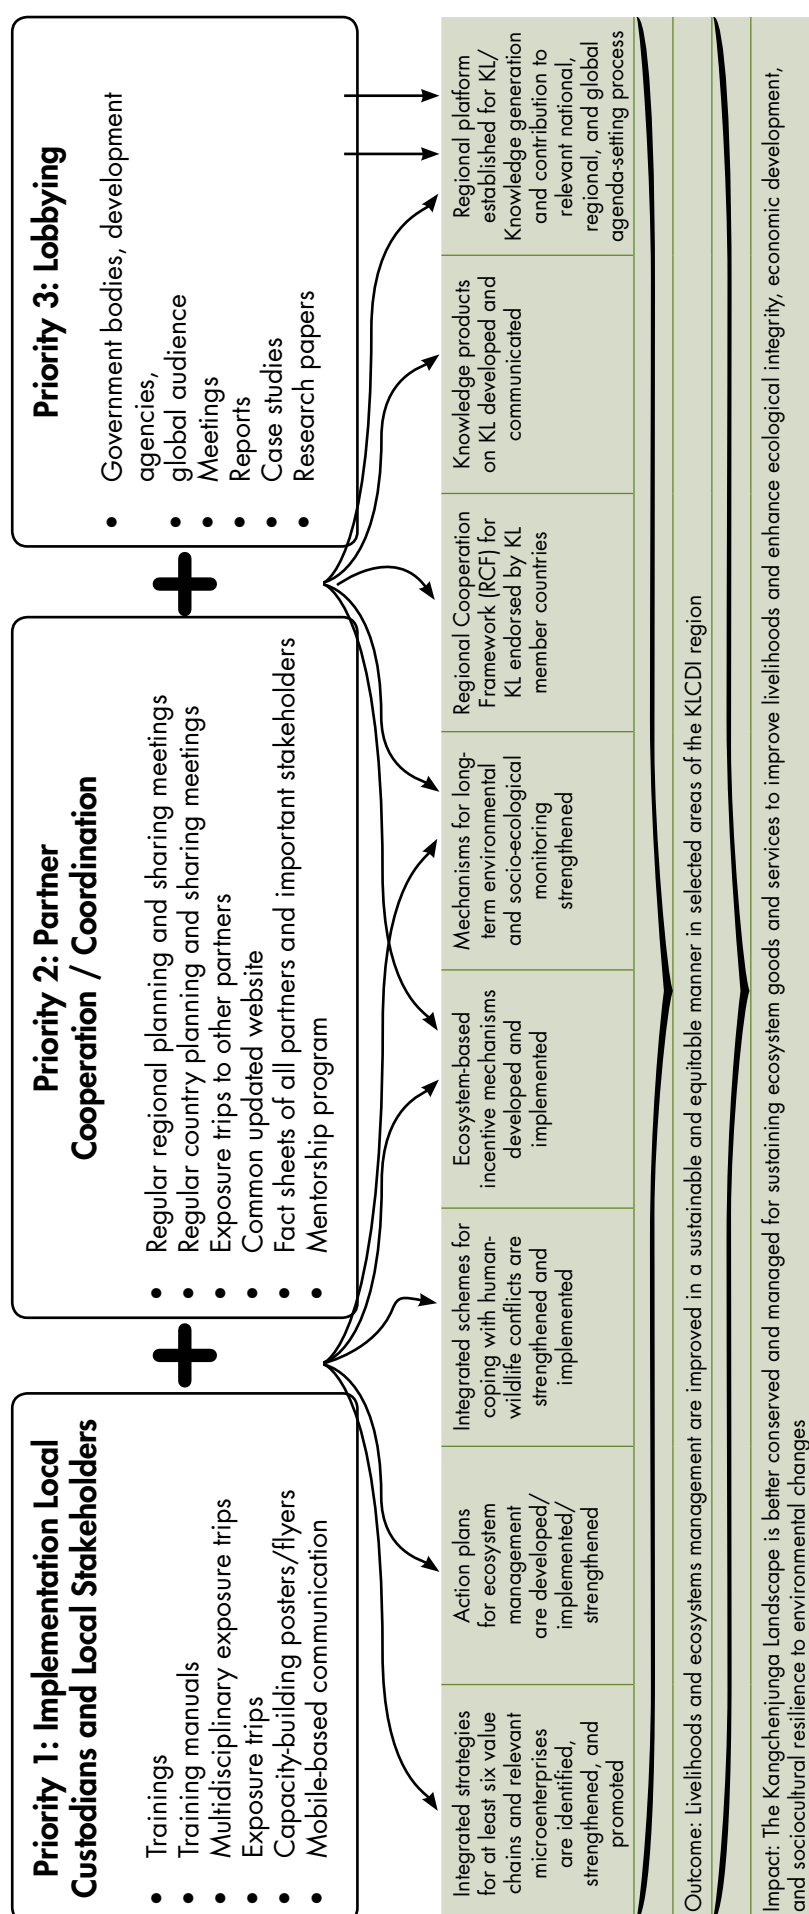 Priority 1: Implementation Local
Custodians and Local Stakeholders
• Trainings
• Training manuals
• Multidisciplinary exposure trips
• Exposure trips
• Capacity-building posters/flyers
• Mobile-based communication
+
Priority 2: Partner
Cooperation / Coordination
• Regular regional planning and sharing meetings
• Regular country planning and sharing meetings
• Exposure trips to other partners
• Common updated website
• Fact sheets of all partners and important stakeholders
• Mentorship program
+
Priority 3: Lobbying
• Government bodies, development
agencies,
• global audience
• Meetings
• Reports
• Case studies
• Research papers
Integrated strategies
for at least six value
chains and relevant
microenterprises
are identified,
strengthened, and
promoted
Action plans
for ecosystem
management
are developed/
implemented/
strengthened
Integrated schemes for
coping with human-
wildlife conflicts are
strengthened and
implemented
Ecosystem-based
incentive mechanisms
developed and
implemented
Mechanisms for long-
term environmental
and socio-ecological
monitoring
strengthened
Regional Cooperation
Framework (RCF) for
KL endorsed by KL
member countries
Knowledge products
on KL developed and
communicated
Regional platform
established for KL/
Knowledge generation
and contribution to
relevant national,
regional, and global
agenda-setting process
Outcome: Livelihoods and ecosystems management are improved in a sustainable and equitable manner in selected areas of the KLCDI region
Impact: The Kangchenjunga Landscape is better conserved and managed for sustaining ecosystem goods and services to improve livelihoods and enhance ecological integrity, economic development,
and sociocultural resilience to environmental changes